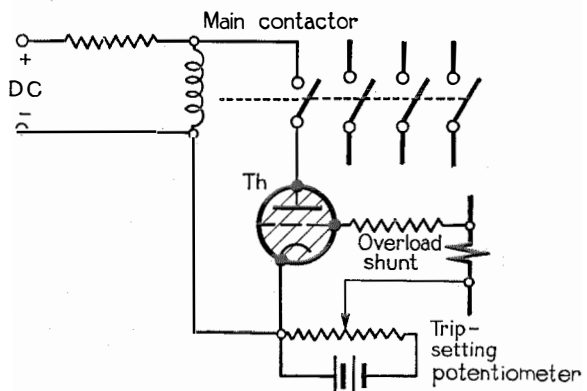 Main contactor
+
DC
-
Th
Overload
shunt
Trip-
setting
potentiometer